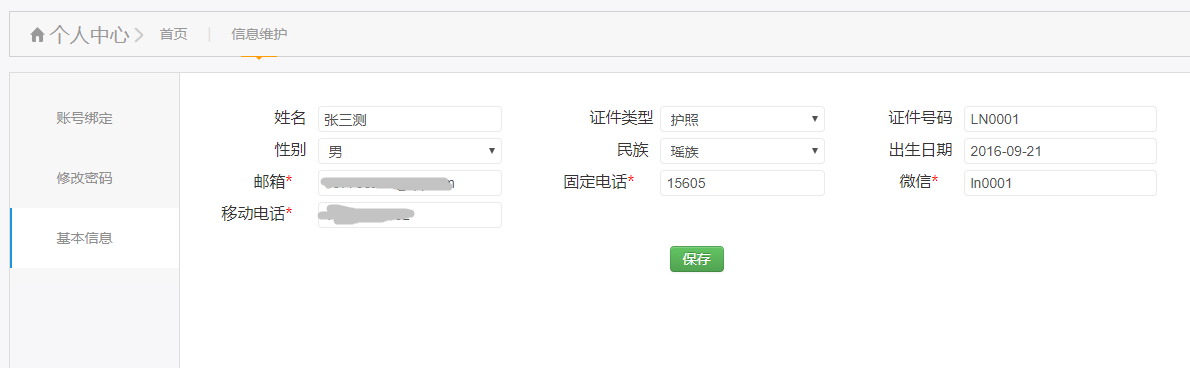 个人中心 首页 | 信息维护
账号绑定
修改密码
基本信息
姓名 张三测 证件类型 护照 证件号码 LN0001
性别 男 民族 瑶族 出生日期 2016-09-21
邮箱* 固定电话* 15605 微信* ln0001
移动电话*
保存